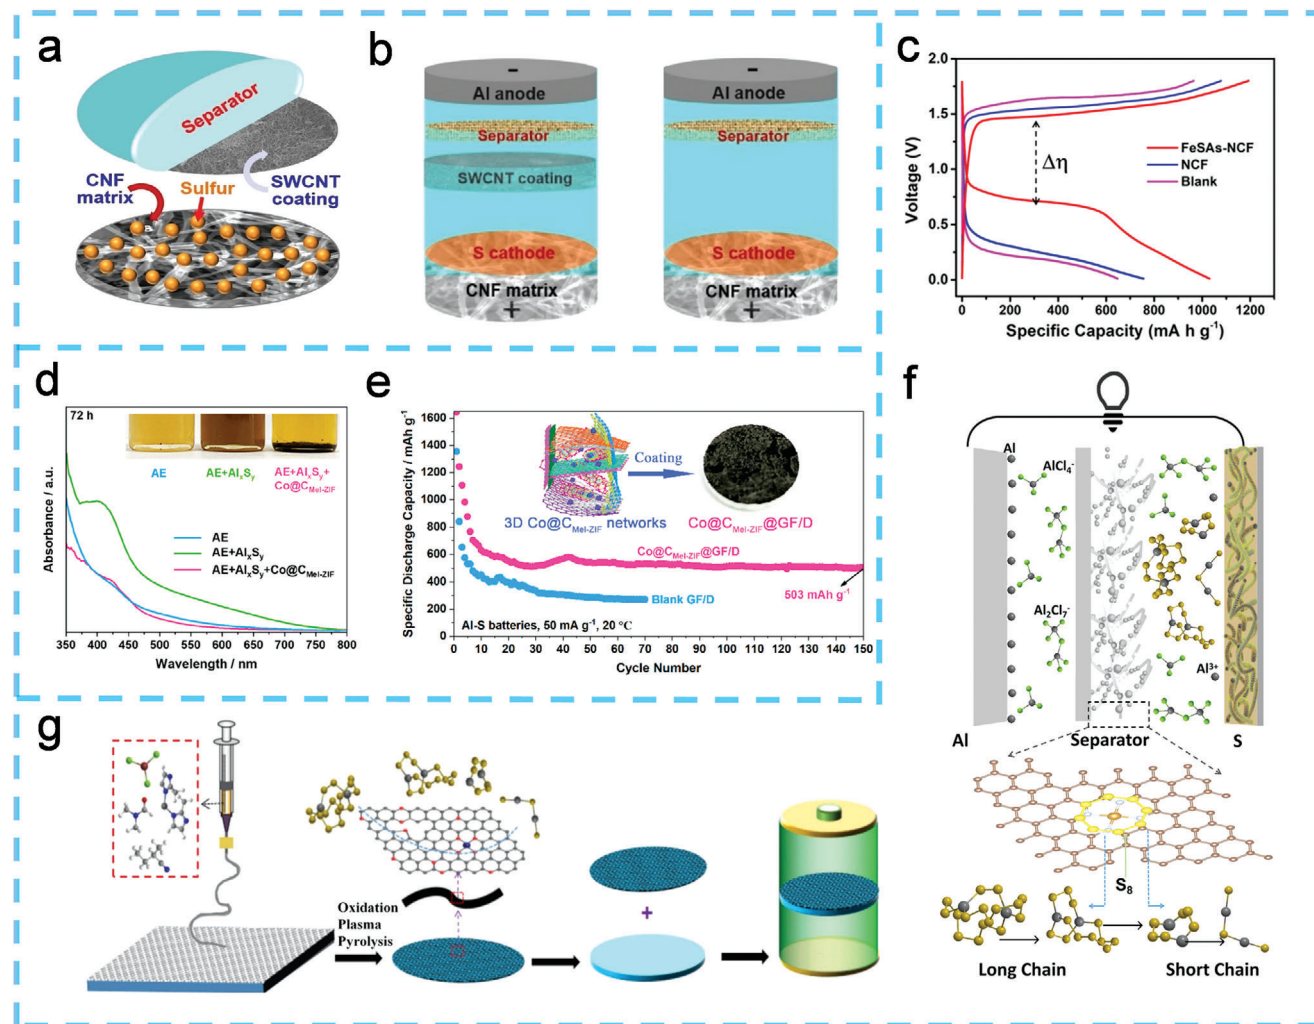 a
Separator
CNF
matrix
Sulfur
SWCNT
coating
b
-
Al anode
Separator
SWCNT coating
S cathode
CNF matrix
+
-
Al anode
Separator
S cathode
CNF matrix
+
c
2.0
1.5
1.0
0.5
0.0
Voltage (V)
FeSAs-NCF
NCF
Blank
Δη
0 200 400 600 800 1000 1200
Specific Capacity (mA h g⁻¹)
d
72 h
AE
AE+AlₓSᵧ
AE+AlₓSᵧ+
Co@C_Mel-ZIF
AE
AE+AlₓSᵧ
AE+AlₓSᵧ+Co@C_Mel-ZIF
Absorbance / a.u.
350 400 450 500 550 600 650 700 750 800
Wavelength / nm
e
Specific Discharge Capacity / mAh g⁻¹
1600
1400
1200
1000
800
600
400
200
0
Coating
3D Co@C_Mel-ZIF networks
Co@C_Mel-ZIF@GF/D
Co@C_Mel-ZIF@GF/D
503 mAh g⁻¹
Blank GF/D
Al-S batteries, 50 mA g⁻¹, 20 °C
0 10 20 30 40 50 60 70 80 90 100 110 120 130 140 150
Cycle Number
f
Al
AlCl₄⁻
S
Al₂Cl₇⁻
Al³⁺
Al
Separator
S
S₈
Long Chain
Short Chain
g
Oxidation
Plasma
Pyrolysis
+